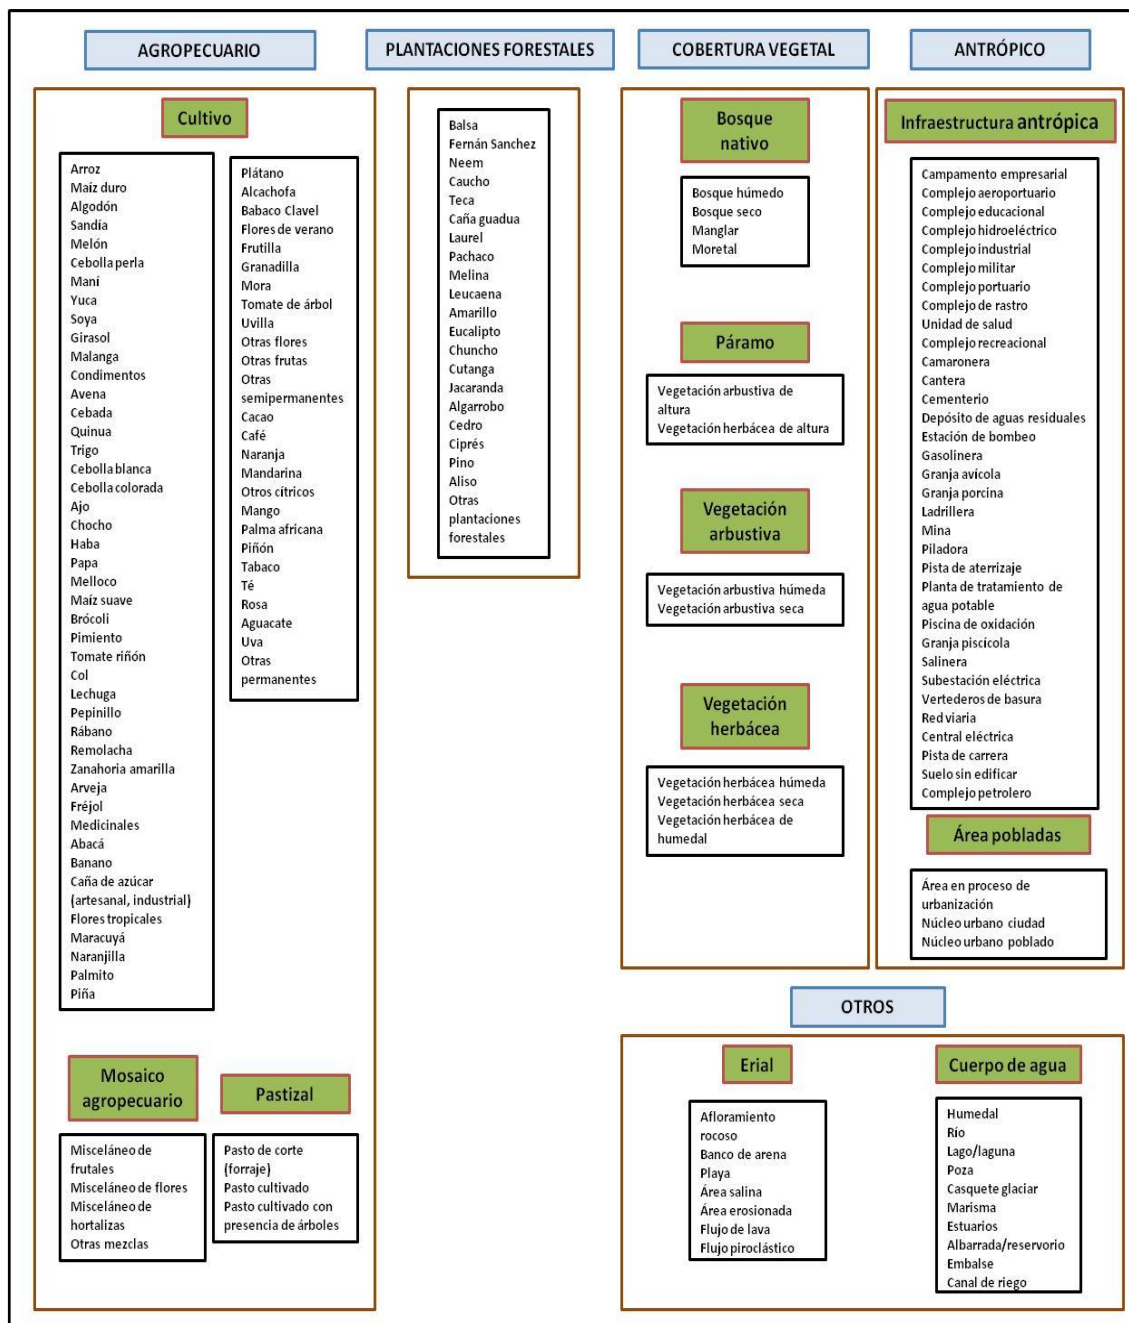 AGROPECUARIO
Cultivo
Arroz
Maíz duro
Algodón
Sandía
Melón
Cebolla perla
Maní
Yuca
Soya
Girasol
Malanga
Condimentos
Avena
Cebada
Quinua
Trigo
Cebolla blanca
Cebolla colorada
Ajo
Chocho
Haba
Papa
Melloco
Maíz suave
Brócoli
Pimiento
Tomate riñón
Col
Lechuga
Pepinillo
Rábano
Remolacha
Zanahoria amarilla
Arveja
Fréjol
Medicinales
Abacá
Banano
Caña de azúcar
(artesanal, industrial)
Flores tropicales
Maracuyá
Naranjilla
Palmito
Piña
Plátano
Alcachofa
Babaco Clavel
Flores de verano
Frutilla
Granadilla
Mora
Tomate de árbol
Uvilla
Otras flores
Otras frutas
Otras
semipermanentes
Cacao
Café
Naranja
Mandarina
Otros cítricos
Mango
Palma africana
Piñón
Tabaco
Té
Rosa
Aguacate
Uva
Otras
permanentes
Mosaico
agropecuario
Misceláneo de
frutales
Misceláneo de flores
Misceláneo de
hortalizas
Otras mezclas
Pastizal
Pasto de corte
(forraje)
Pasto cultivado
Pasto cultivado con
presencia de árboles
PLANTACIONES FORESTALES
Balsa
Fernán Sanchez
Neem
Caucho
Teca
Caña guadua
Laurel
Pachaco
Melina
Leucaena
Amarillo
Eucalipto
Chuncho
Cutanga
Jacaranda
Algarrobo
Cedro
Ciprés
Pino
Aliso
Otras
plantaciones
forestales
COBERTURA VEGETAL
Bosque
nativo
Bosque húmedo
Bosque seco
Manglar
Moretal
Páramo
Vegetación arbustiva de
altura
Vegetación herbácea de altura
Vegetación
arbustiva
Vegetación arbustiva húmeda
Vegetación arbustiva seca
Vegetación
herbácea
Vegetación herbácea húmeda
Vegetación herbácea seca
Vegetación herbácea de
humedal
ANTRÓPICO
Infraestructura antrópica
Campamento empresarial
Complejo aeroportuario
Complejo educacional
Complejo hidroeléctrico
Complejo industrial
Complejo militar
Complejo portuario
Complejo de rastro
Unidad de salud
Complejo recreacional
Camaronera
Cantera
Cementerio
Depósito de aguas residuales
Estación de bombeo
Gasolinera
Granja avícola
Granja porcina
Ladrillera
Mina
Piladora
Pista de aterrizaje
Planta de tratamiento de
agua potable
Piscina de oxidación
Granja piscícola
Salinera
Subestación eléctrica
Vertederos de basura
Red viaria
Central eléctrica
Pista de carrera
Suelo sin edificar
Complejo petrolero
Área pobladas
Área en proceso de
urbanización
Núcleo urbano ciudad
Núcleo urbano poblado
OTROS
Erial
Afloramiento
rocoso
Banco de arena
Playa
Área salina
Área erosionada
Flujo de lava
Flujo piroclástico
Cuerpo de agua
Humedal
Río
Lago/laguna
Poza
Casquete glaciar
Marisma
Estuarios
Albarrada/reservorio
Embalse
Canal de riego